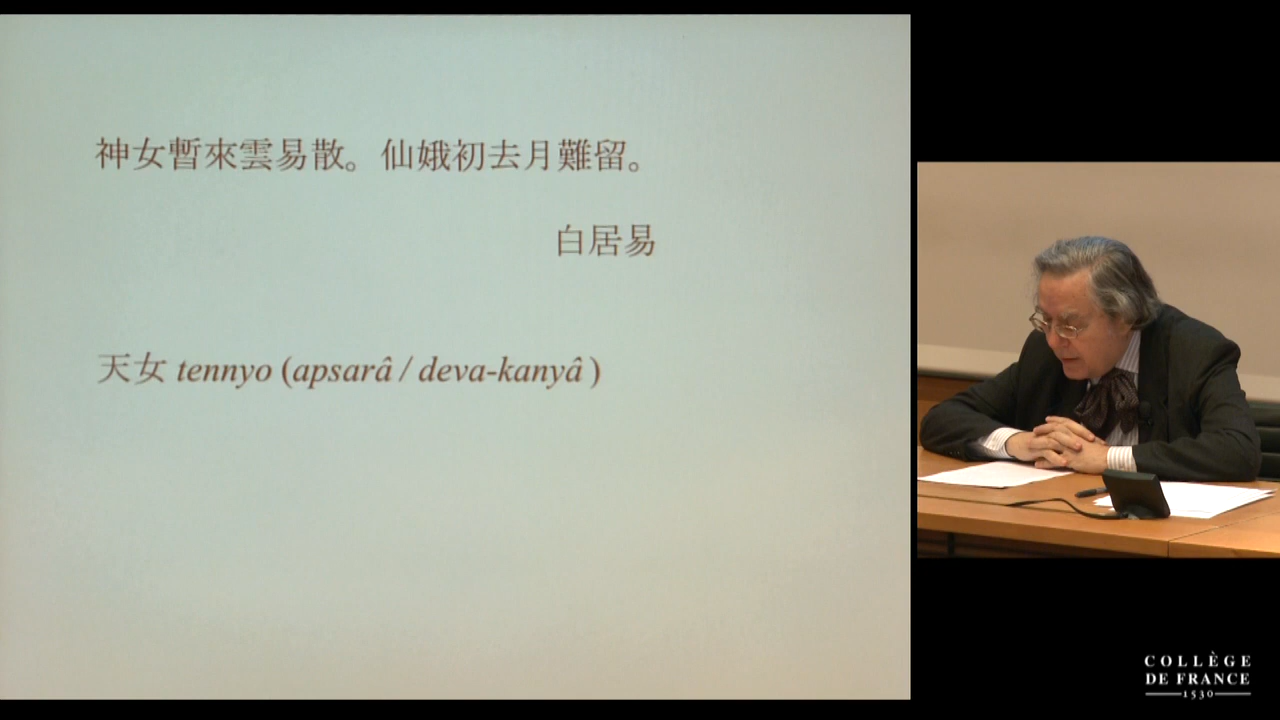 神女暫來雲易散。仙娥初去月難留。
白居易
天女 tennyo (apsarâ / deva-kanyâ )
COLLÈGE
DE FRANCE
1530